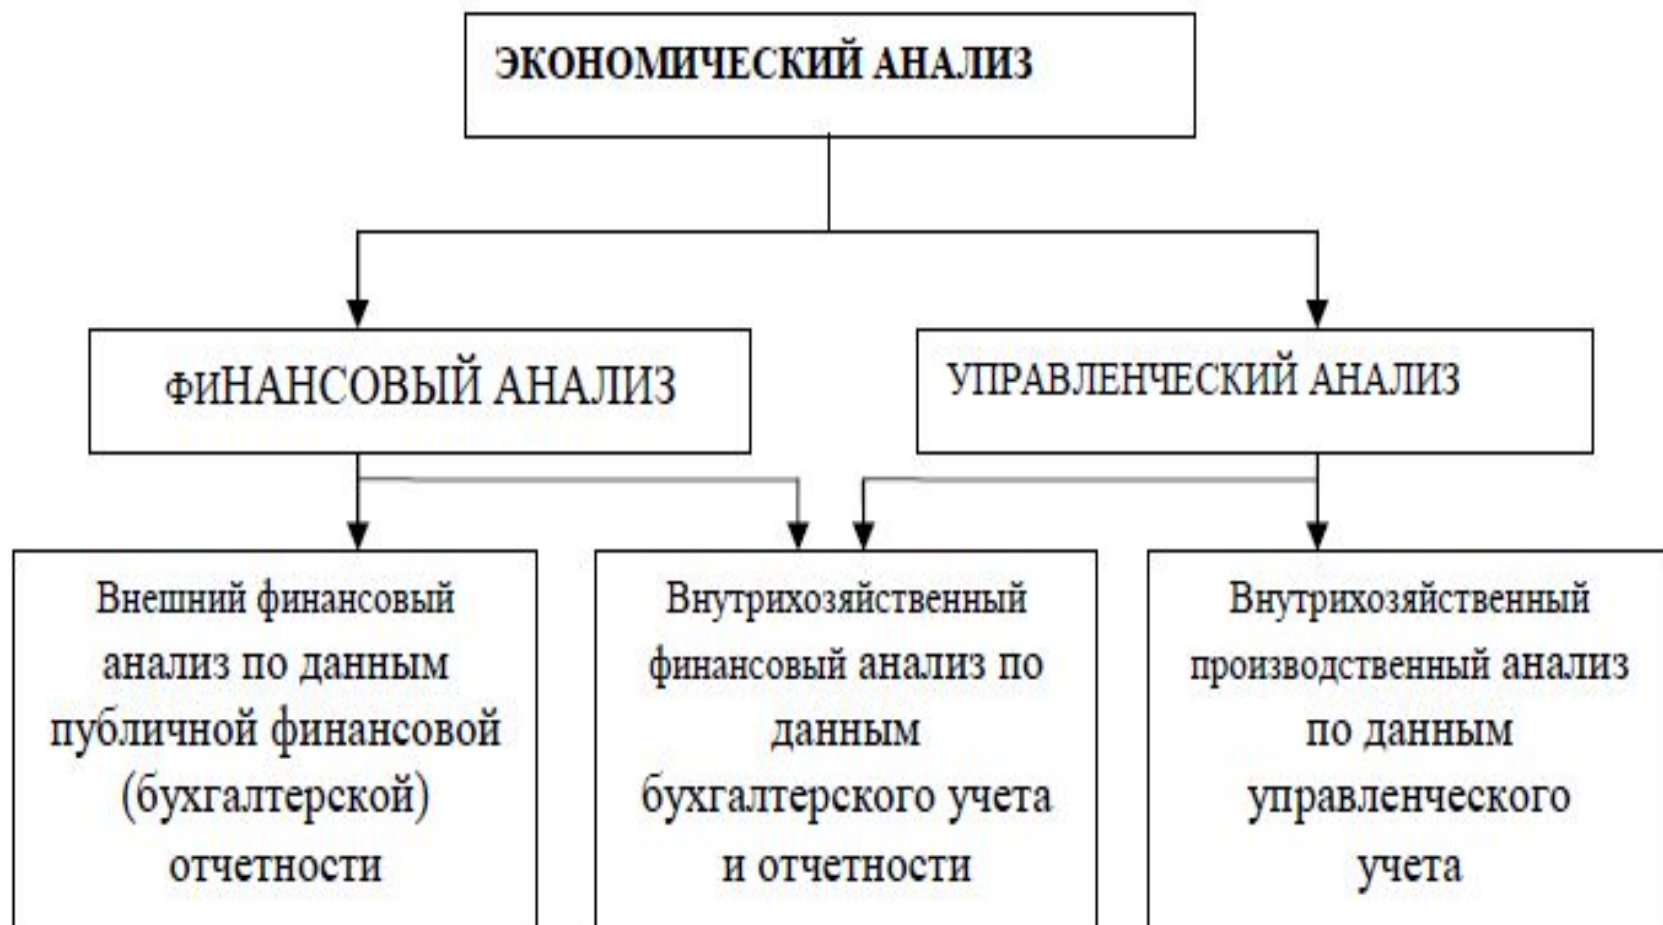 ЭКОНОМИЧЕСКИЙ АНАЛИЗ
ФИНАНСОВЫЙ АНАЛИЗ
УПРАВЛЕНЧЕСКИЙ АНАЛИЗ
Внешний финансовый
анализ по данным
публичной финансовой
(бухгалтерской)
отчетности
Внутрихозяйственный
финансовый анализ по
данным
бухгалтерского учета
и отчетности
Внутрихозяйственный
производственный анализ
по данным
управленческого
учета